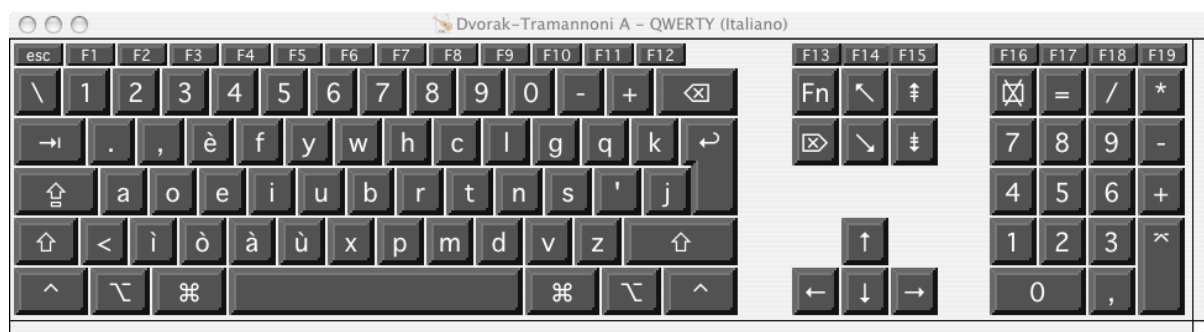 Dvorak-Tramannoni A - QWERTY (Italiano)
esc F1 F2 F3 F4 F5 F6 F7 F8 F9 F10 F11 F12 F13 F14 F15 F16 F17 F18 F19
\ 1 2 3 4 5 6 7 8 9 0 - + ⌫ Fn ↖ ⇞ = / *
⇥ . , è f y w h c l g q k ↩ ⌦ ↘ ⇟ 7 8 9 -
⇪ a o e i u b r t n s ' j 4 5 6 +
⇧ < ì ò à ù x p m d v z ⇧ ↑ 1 2 3 ⌤
^ ⌥ ⌘ ⌘ ⌥ ^ ← ↓ → 0 ,